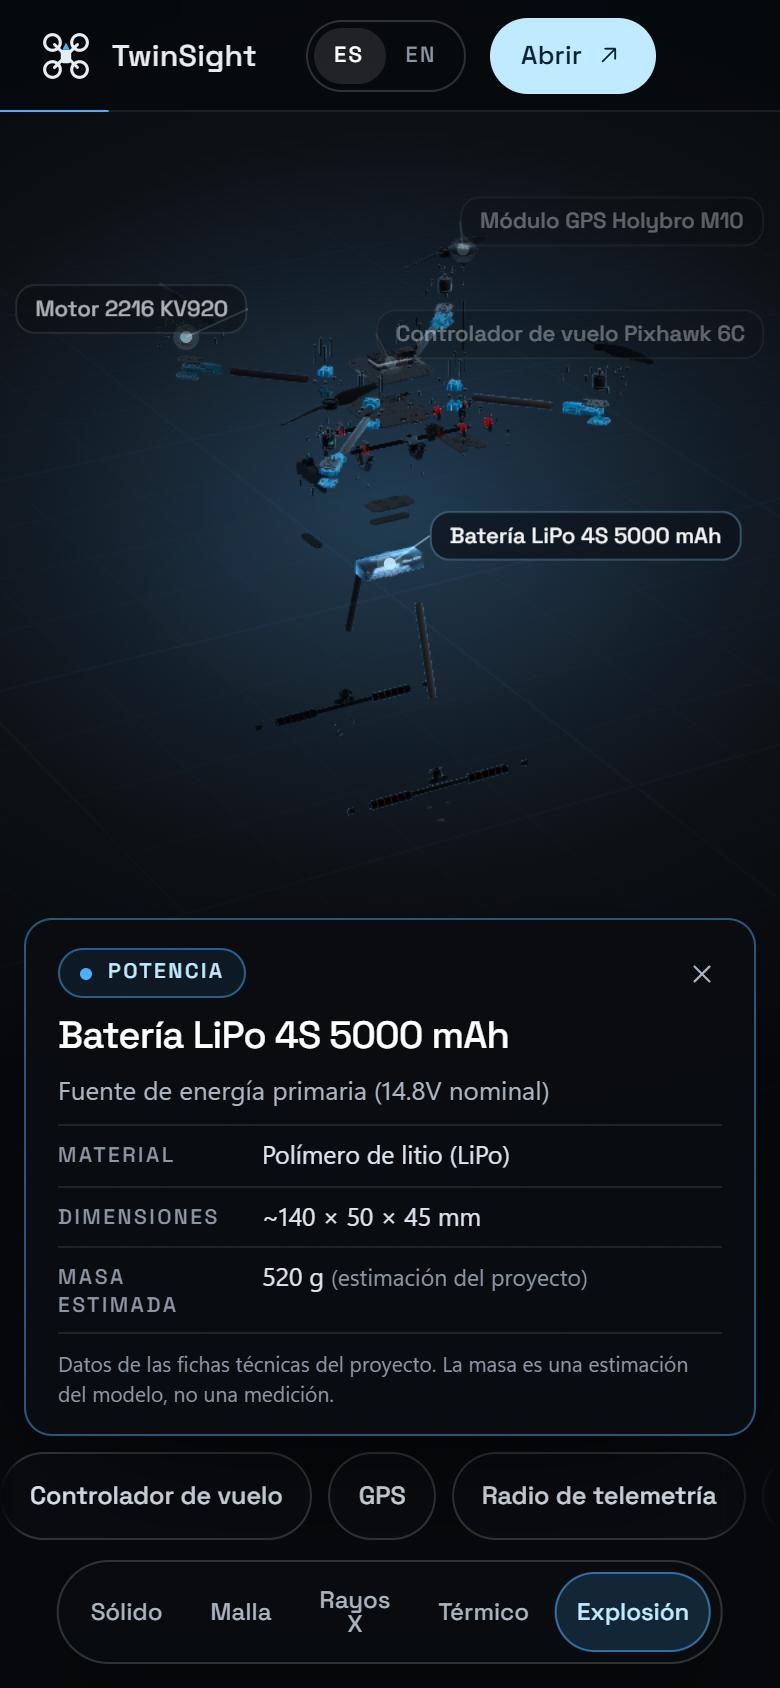 TwinSight
ES
EN
Abrir
Módulo GPS Holybro M10
Motor 2216 KV920
Controlador de vuelo Pixhawk 6C
Batería LiPo 4S 5000 mAh
POTENCIA
Batería LiPo 4S 5000 mAh
Fuente de energía primaria (14.8V nominal)
MATERIAL Polímero de litio (LiPo)
DIMENSIONES ~140 × 50 × 45 mm
MASA ESTIMADA 520 g (estimación del proyecto)
Datos de las fichas técnicas del proyecto. La masa es una estimación
del modelo, no una medición.
Controlador de vuelo
GPS
Radio de telemetría
Sólido
Malla
Rayos
X
Térmico
Explosión